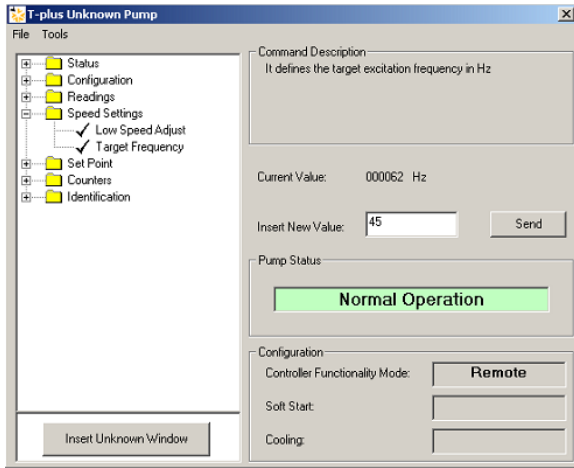 T-plus Unknown Pump
File Tools
Status
Configuration
Readings
Speed Settings
Low Speed Adjust
Target Frequency
Set Point
Counters
Identification
Insert Unknown Window
Command Description
It defines the target excitation frequency in Hz
Current Value: 000062 Hz
Insert New Value: 45 Send
Pump Status
Normal Operation
Configuration
Controller Functionality Mode: Remote
Soft Start:
Cooling: